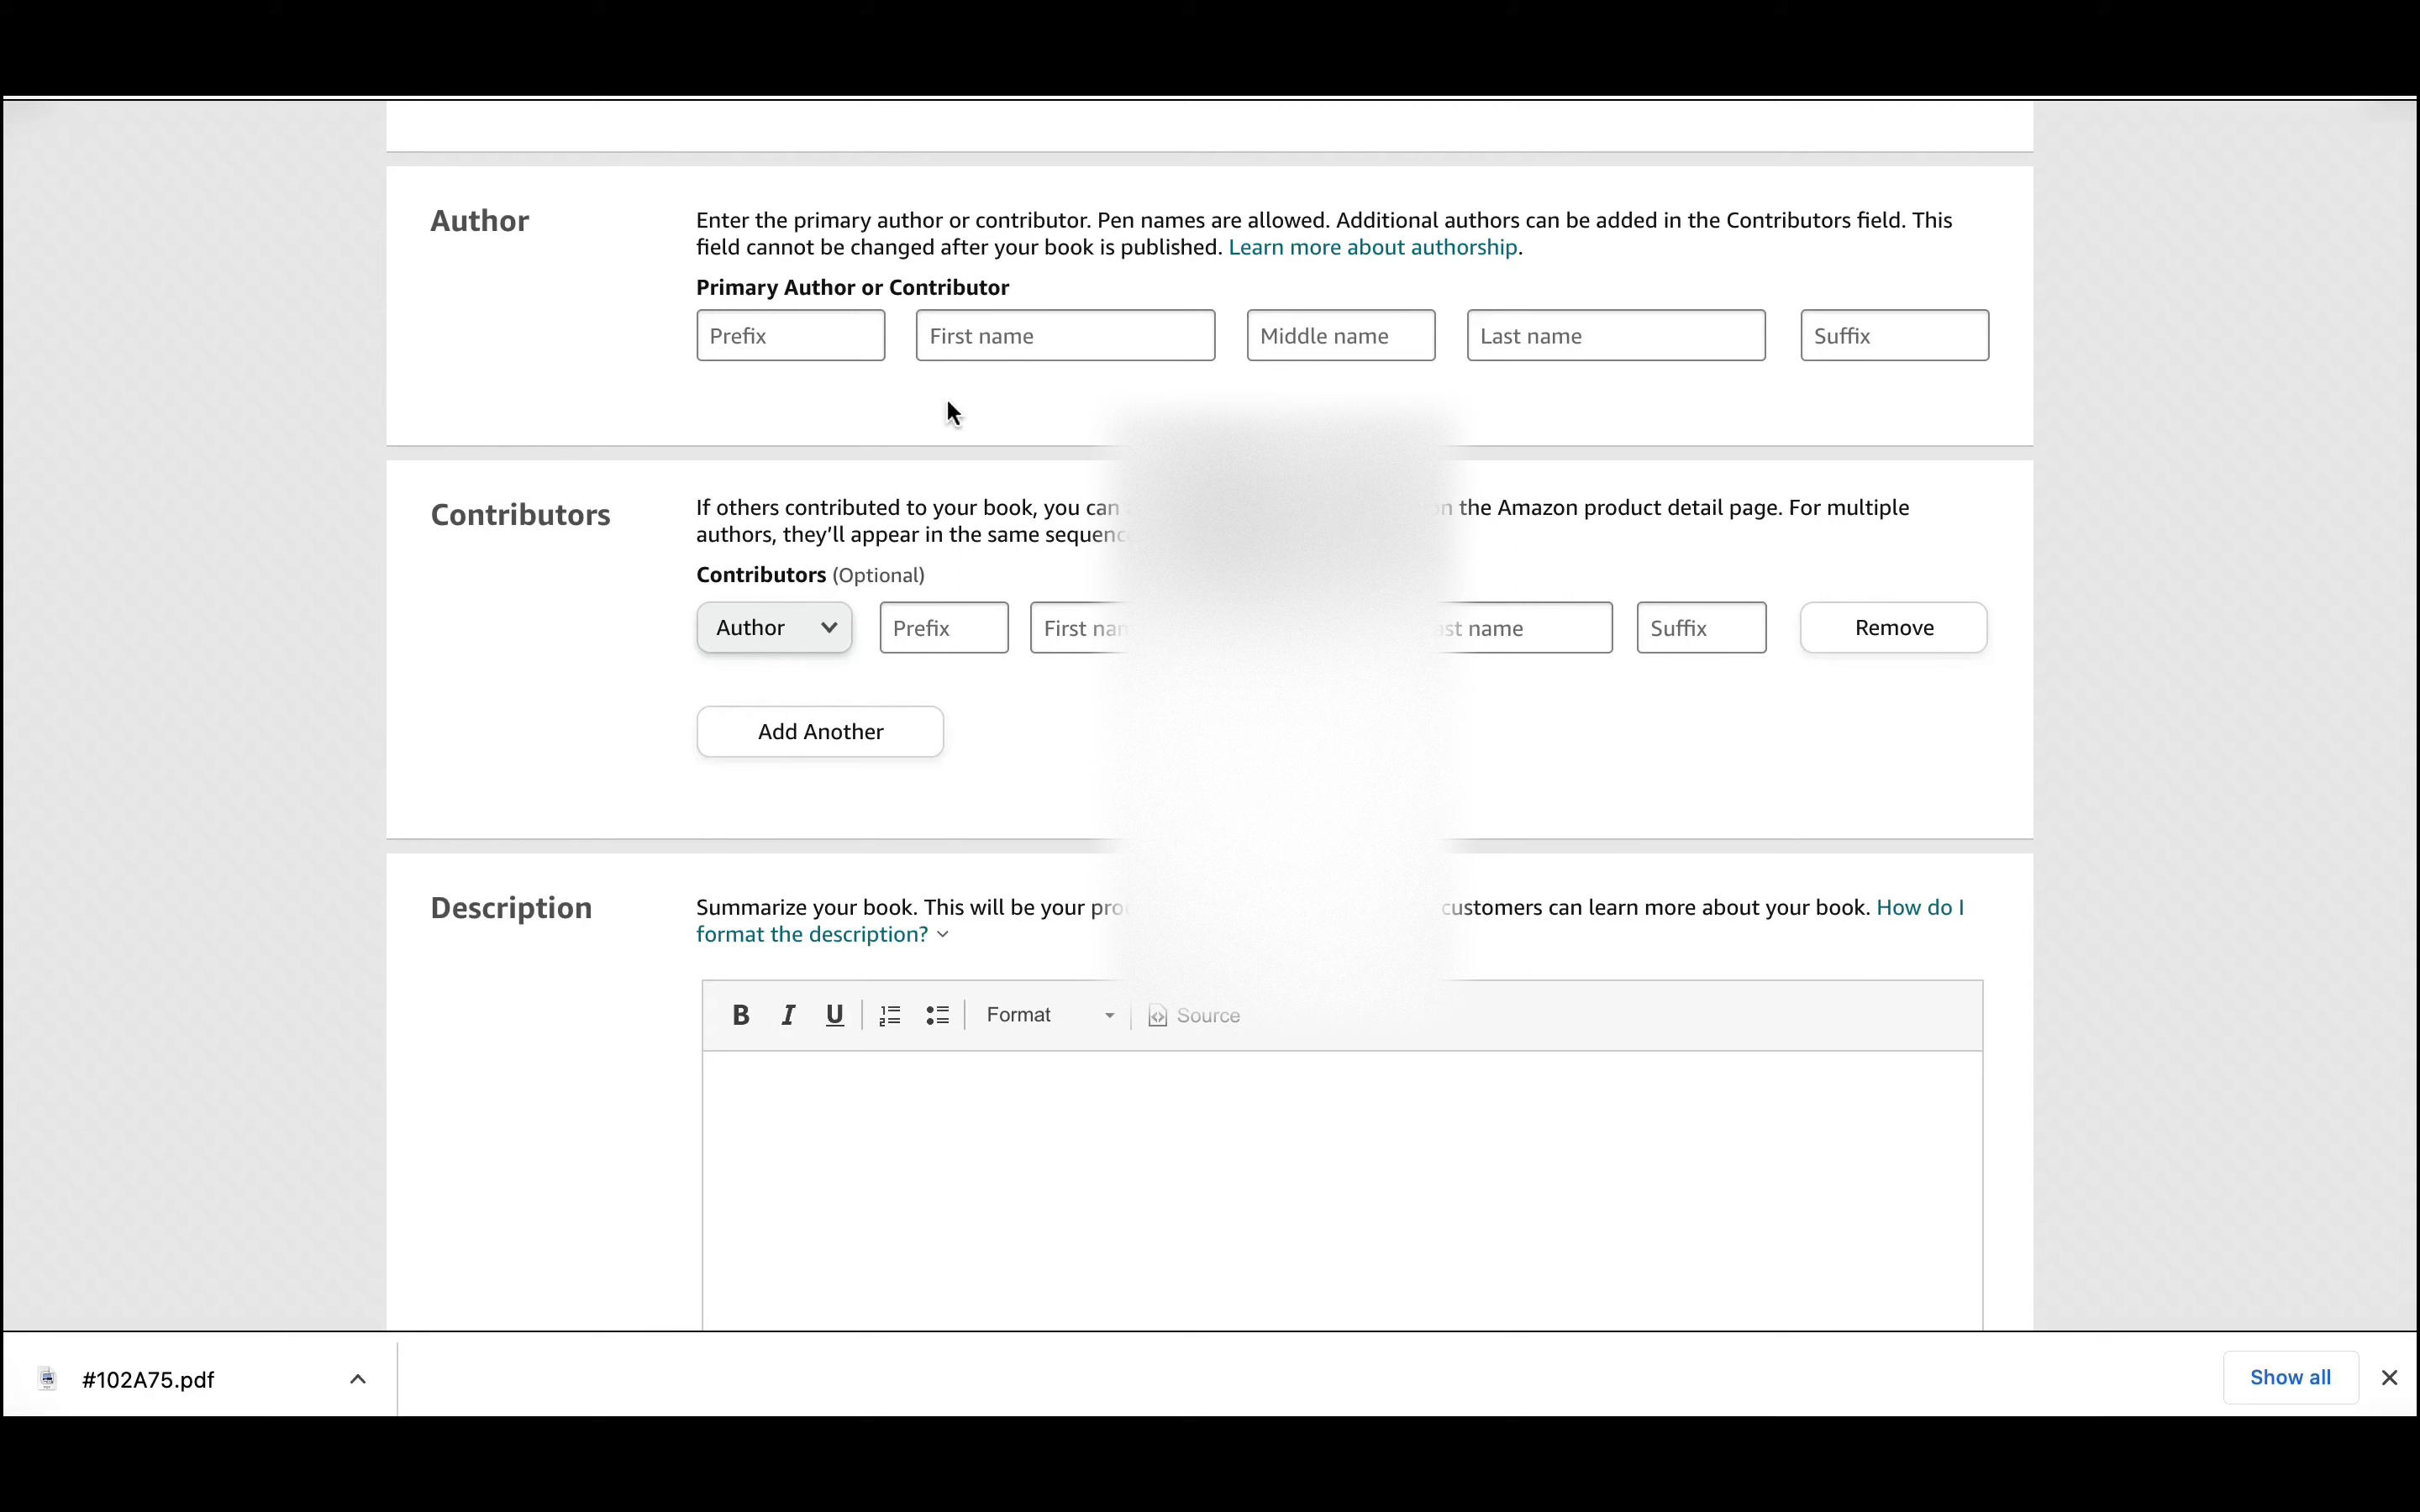 Author
Enter the primary author or contributor. Pen names are allowed. Additional authors can be added in the Contributors field. This
field cannot be changed after your book is published. Learn more about authorship.
Primary Author or Contributor
Prefix First name Middle name Last name Suffix
Contributors
If others contributed to your book, you can the Amazon product detail page. For multiple
authors, they’ll appear in the same
Contributors (Optional)
Author Prefix First name Suffix Remove
Add Another
Description
Summarize your book. This will be your customers can learn more about your book. How do I
format the description?
B I U Format Source
#102A75.pdf Show all